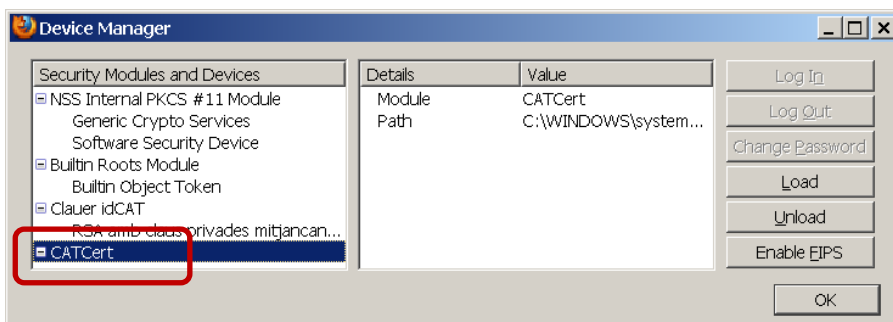 Device Manager
Security Modules and Devices
NSS Internal PKCS #11 Module
Generic Crypto Services
Software Security Device
Builtin Roots Module
Builtin Object Token
Clauer idCAT
RSA amb claus privades mitjancan...
CATCert
Details Value
Module CATCert
Path C:\WINDOWS\system...
Log In
Log Out
Change Password
Load
Unload
Enable FIPS
OK